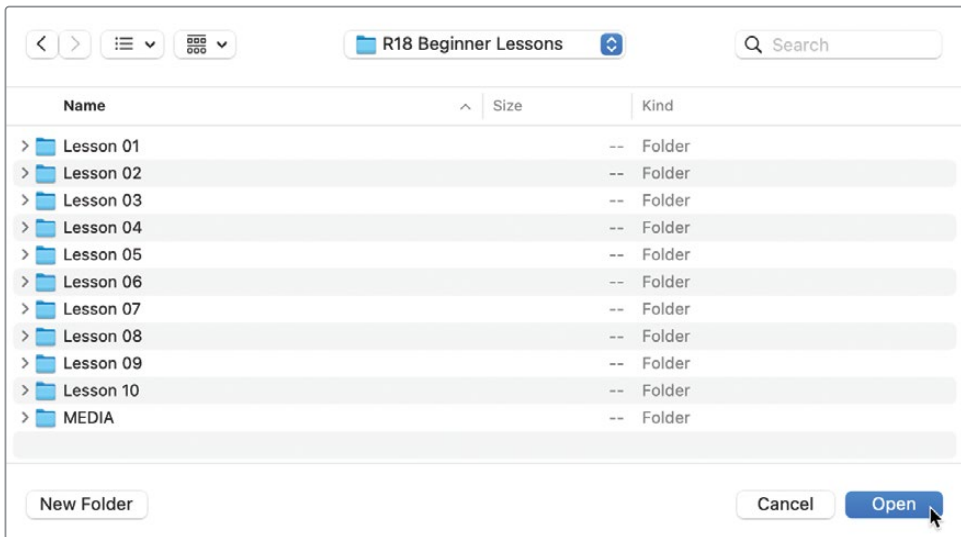 R18 Beginner Lessons Search
Name Size Kind
Lesson 01 -- Folder
Lesson 02 -- Folder
Lesson 03 -- Folder
Lesson 04 -- Folder
Lesson 05 -- Folder
Lesson 06 -- Folder
Lesson 07 -- Folder
Lesson 08 -- Folder
Lesson 09 -- Folder
Lesson 10 -- Folder
MEDIA -- Folder
New Folder Cancel Open